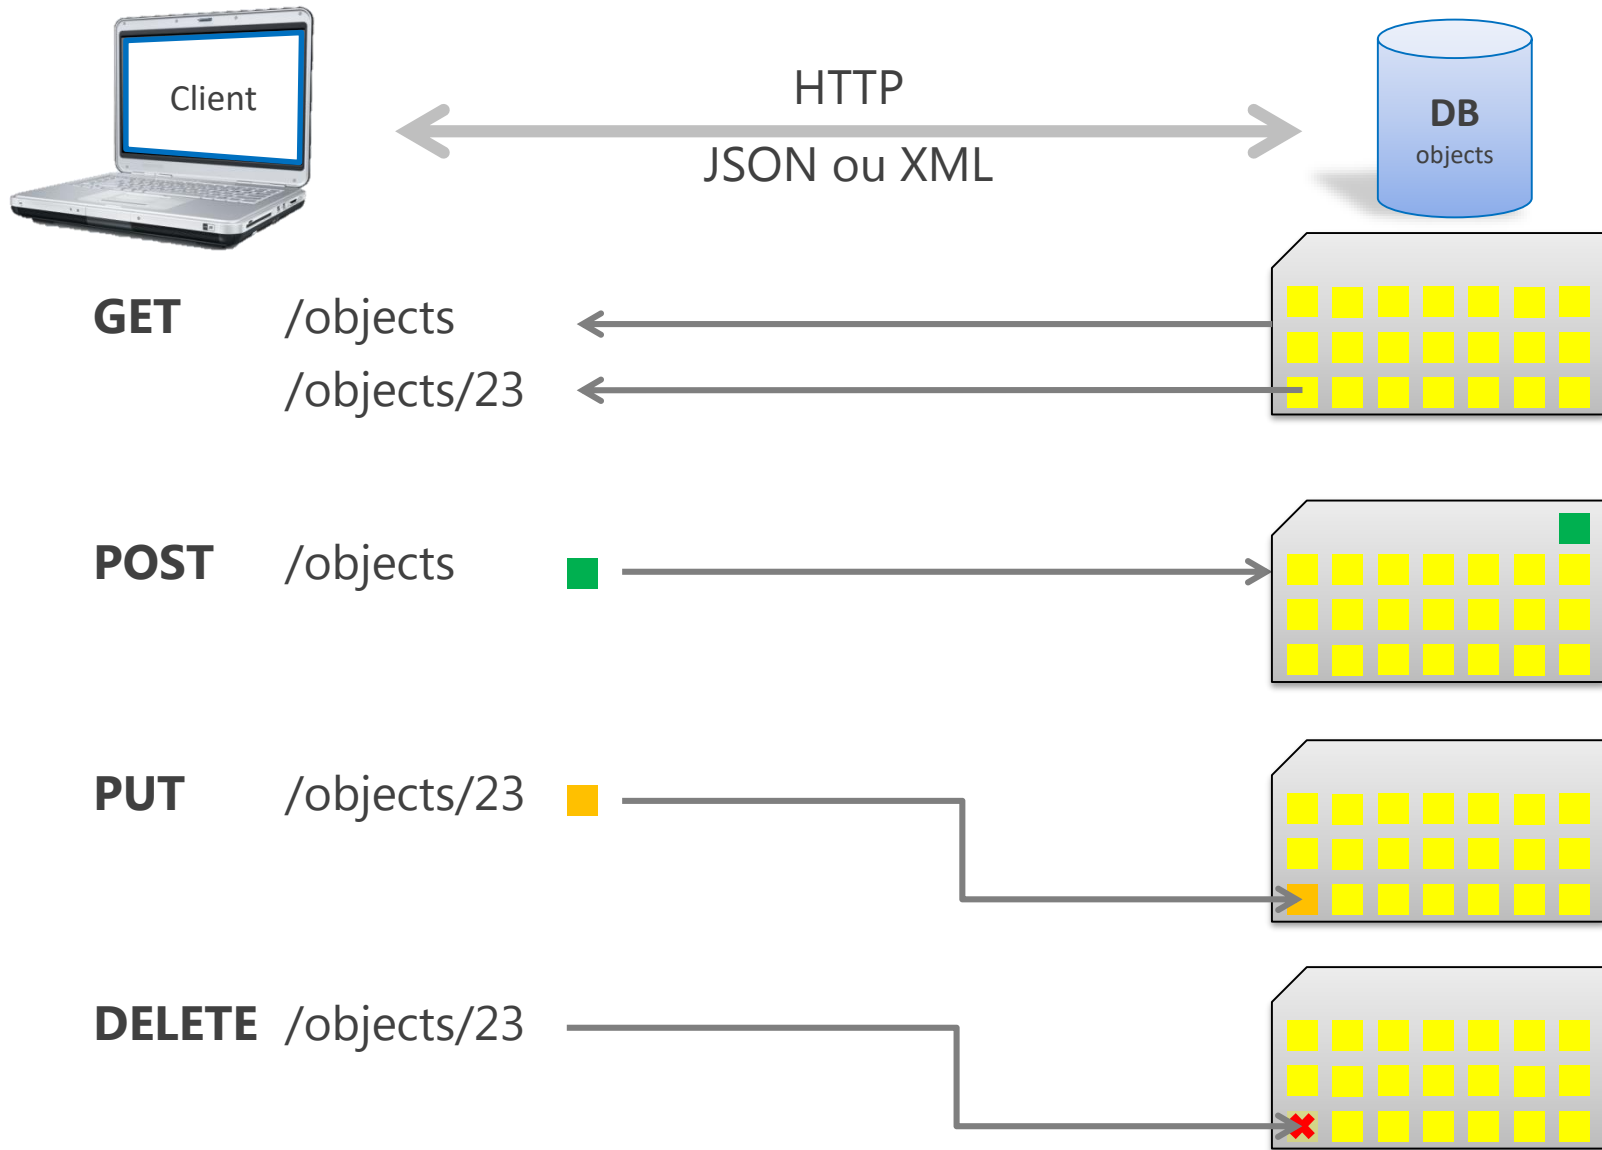 Client
HTTP
JSON ou XML
DB
objects
GET /objects
/objects/23
POST /objects
PUT /objects/23
DELETE /objects/23